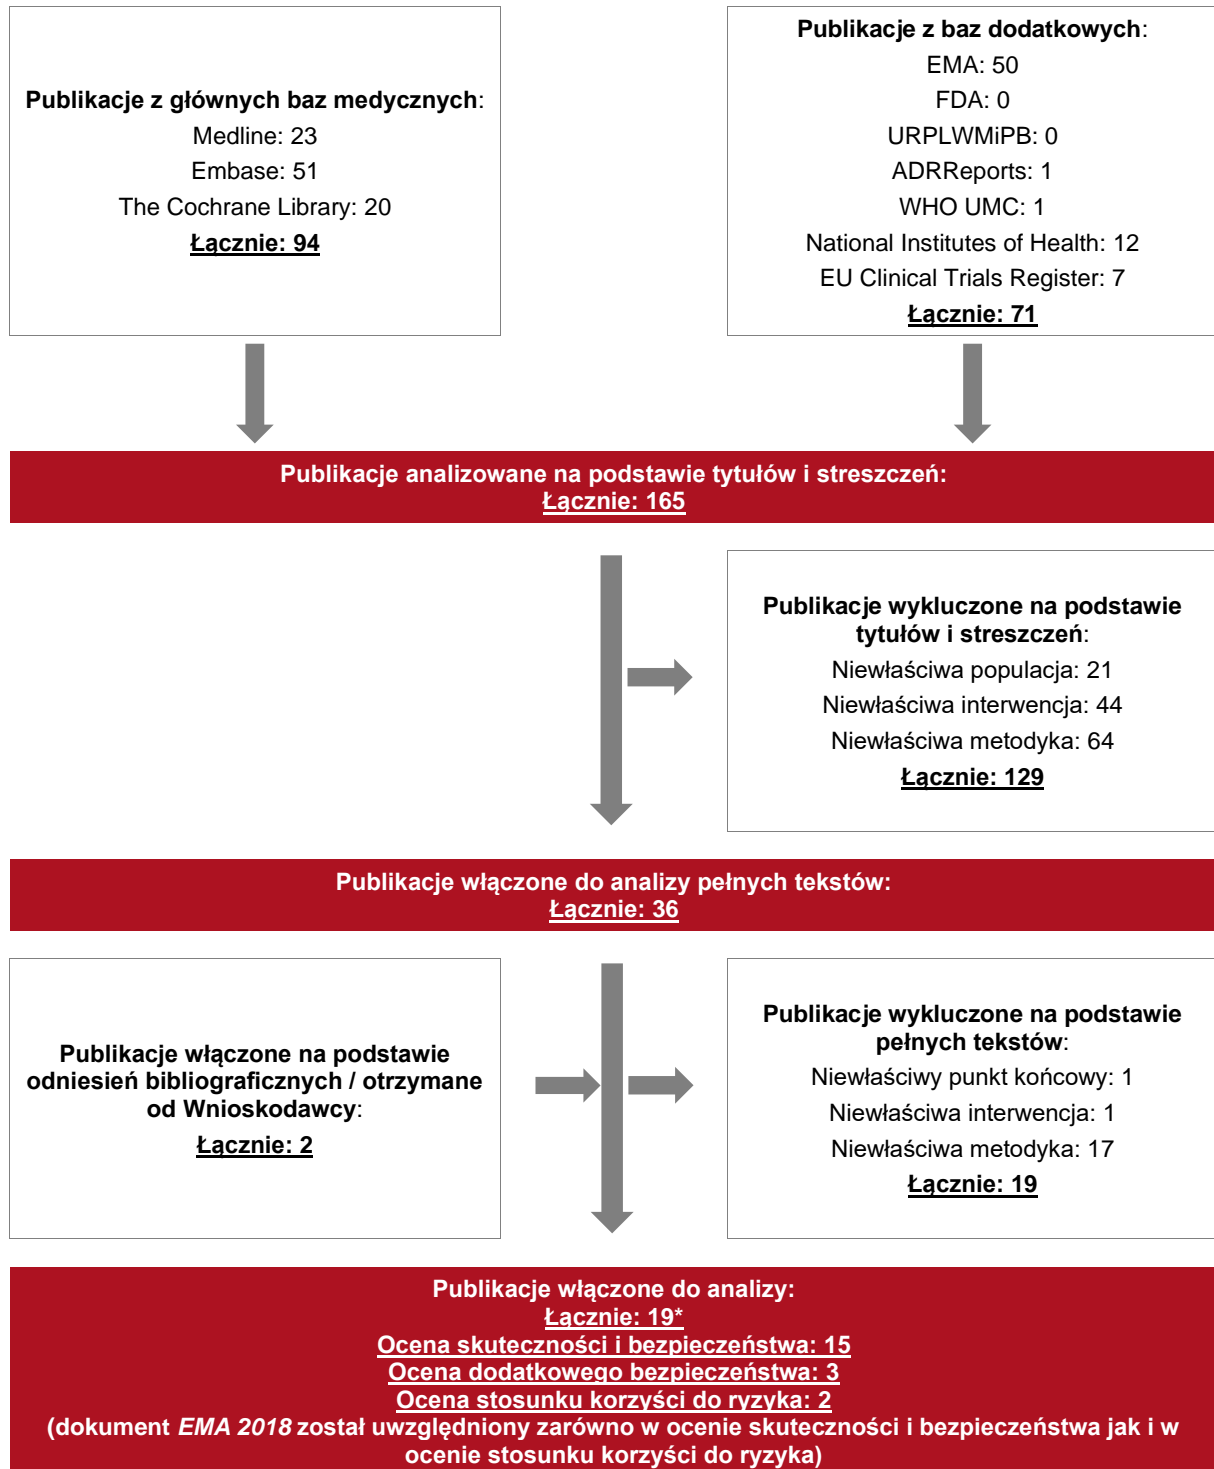 Publikacje z głównych baz medycznych:
Medline: 23
Embase: 51
The Cochrane Library: 20
Łącznie: 94
Publikacje z baz dodatkowych:
EMA: 50
FDA: 0
URPLWMiPB: 0
ADRReports: 1
WHO UMC: 1
National Institutes of Health: 12
EU Clinical Trials Register: 7
Łącznie: 71
Publikacje analizowane na podstawie tytułów i streszczeń:
Łącznie: 165
Publikacje wykluczone na podstawie
tytułów i streszczeń:
Niewłaściwa populacja: 21
Niewłaściwa interwencja: 44
Niewłaściwa metodyka: 64
Łącznie: 129
Publikacje włączone do analizy pełnych tekstów:
Łącznie: 36
Publikacje włączone na podstawie
odniesień bibliograficznych / otrzymane
od Wnioskodawcy:
Łącznie: 2
Publikacje wykluczone na podstawie
pełnych tekstów:
Niewłaściwy punkt końcowy: 1
Niewłaściwa interwencja: 1
Niewłaściwa metodyka: 17
Łącznie: 19
Publikacje włączone do analizy:
Łącznie: 19*
Ocena skuteczności i bezpieczeństwa: 15
Ocena dodatkowego bezpieczeństwa: 3
Ocena stosunku korzyści do ryzyka: 2
(dokument EMA 2018 został uwzględniony zarówno w ocenie skuteczności i bezpieczeństwa jak i w
ocenie stosunku korzyści do ryzyka)